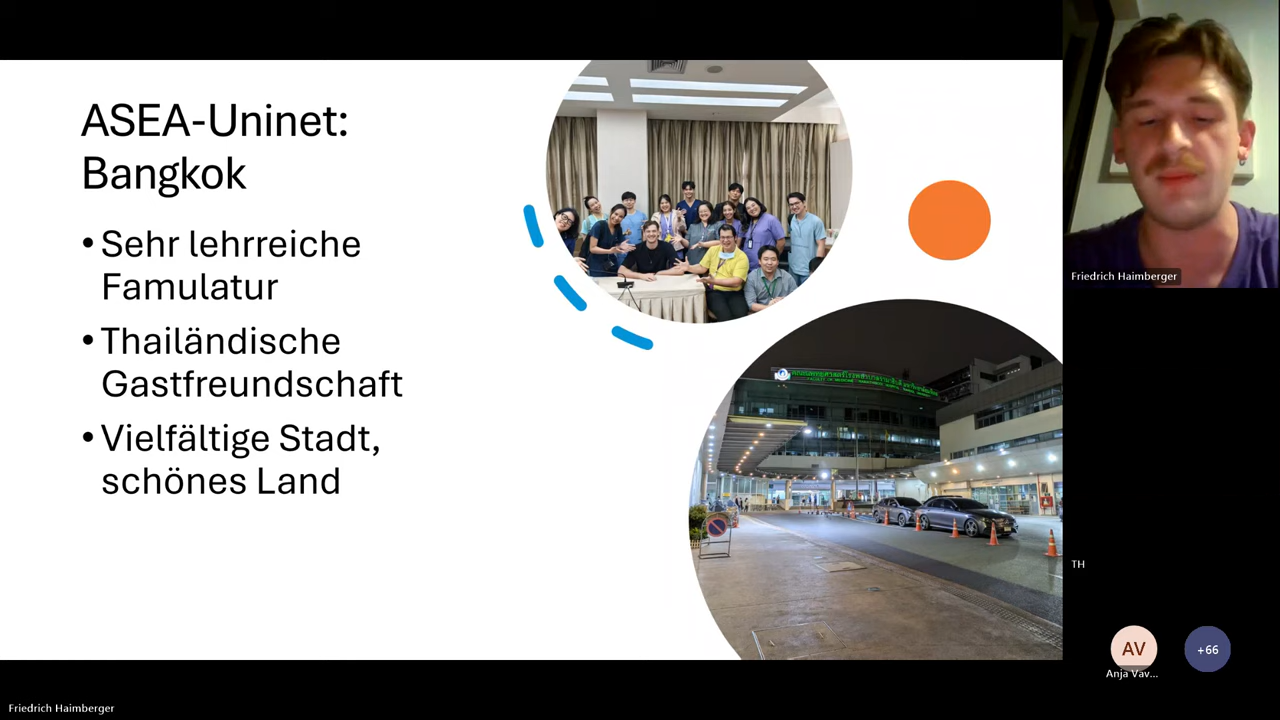 ASEA-Uninet:
Bangkok
• Sehr lehrreiche
Famulatur
• Thailändische
Gastfreundschaft
• Vielfältige Stadt,
schönes Land
Friedrich Haimberger
TH
AV
+66
Anja Vav...
Friedrich Haimberger